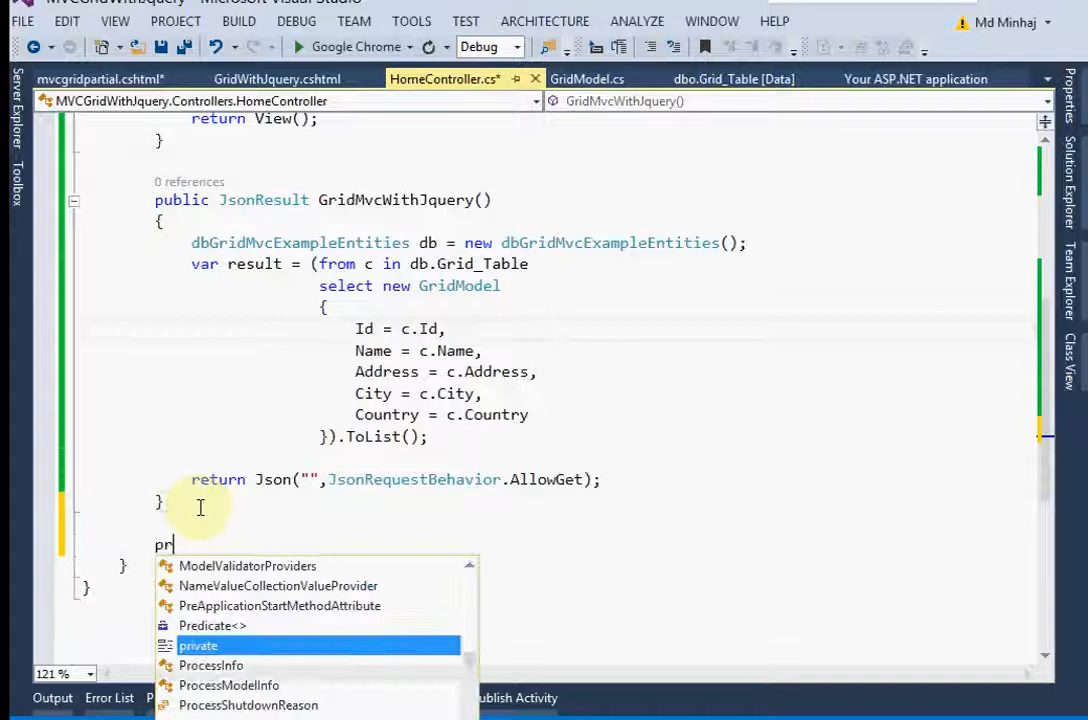 MVCGridWithJquery - Microsoft Visual Studio
FILE EDIT VIEW PROJECT BUILD DEBUG TEAM TOOLS TEST ARCHITECTURE ANALYZE WINDOW HELP Md Minhaj
Google Chrome Debug
mvcgridpartial.cshtml* GridWithJquery.cshtml HomeController.cs* GridModel.cs dbo.Grid_Table [Data] Your ASP.NET application
MVCGridWithJquery.Controllers.HomeController GridMvcWithJquery()
Server Explorer
Toolbox
Properties
Solution Explorer
Team Explorer
Class View
return View();
}
0 references
public JsonResult GridMvcWithJquery()
{
dbGridMvcExampleEntities db = new dbGridMvcExampleEntities();
var result = (from c in db.Grid_Table
select new GridModel
{
Id = c.Id,
Name = c.Name,
Address = c.Address,
City = c.City,
Country = c.Country
}).ToList();
return Json("",JsonRequestBehavior.AllowGet);
}
pr
}
}
ModelValidatorProviders
NameValueCollectionValueProvider
PreApplicationStartMethodAttribute
Predicate<>
private
ProcessInfo
ProcessModelInfo
ProcessShutdownReason
121 %
Output Error List P ublish Activity